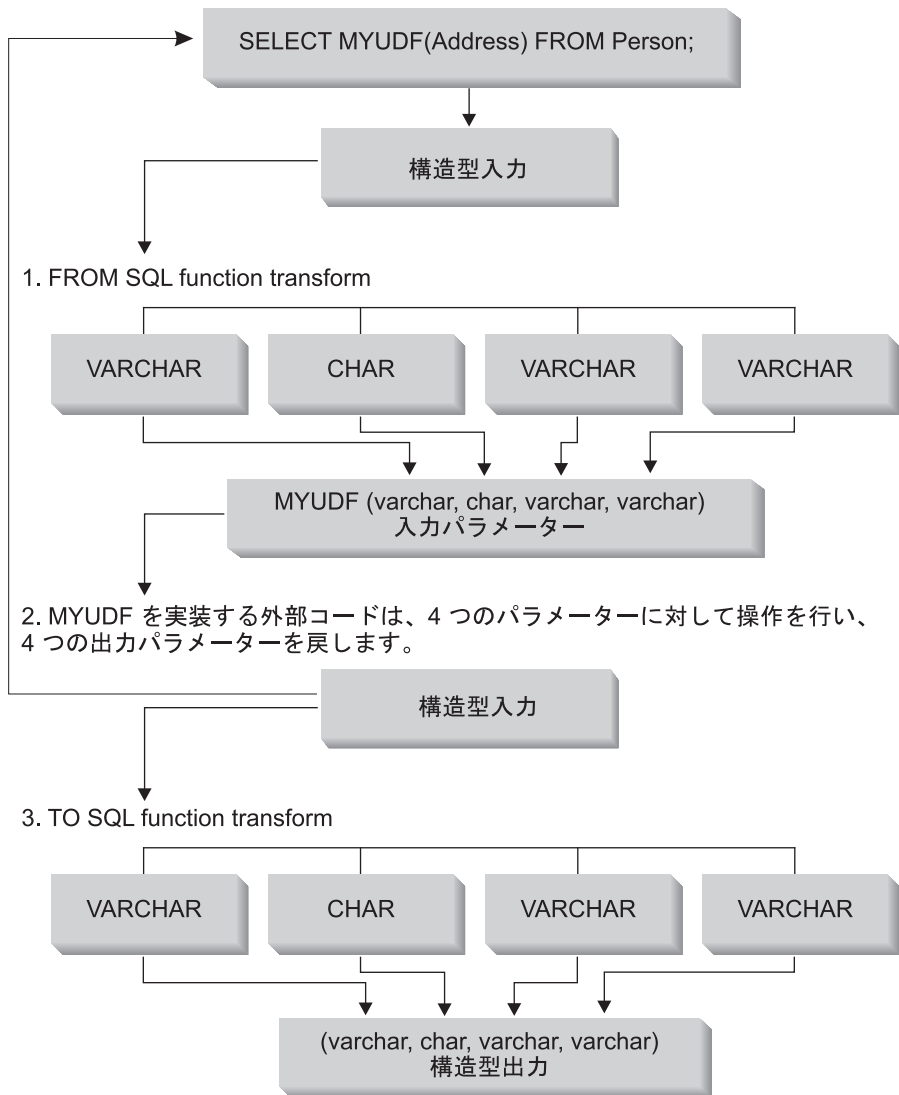 SELECT MYUDF(Address) FROM Person;
構造型入力
1. FROM SQL function transform
VARCHAR
CHAR
VARCHAR
VARCHAR
MYUDF (varchar, char, varchar, varchar)
入力パラメーター
2. MYUDF を実装する外部コードは、4 つのパラメーターに対して操作を行い、
4 つの出力パラメーターを戻します。
構造型入力
3. TO SQL function transform
VARCHAR
CHAR
VARCHAR
VARCHAR
(varchar, char, varchar, varchar)
構造型出力